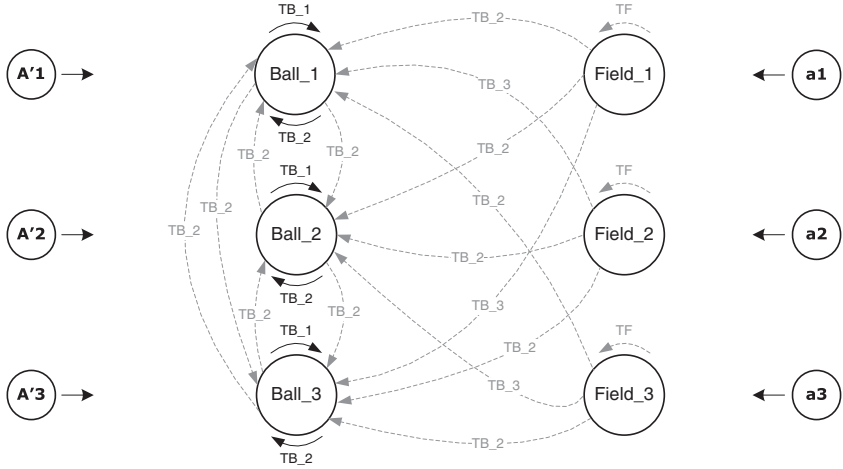 TB_1
TB_2
TF
A'1
Ball_1
TB_3
Field_1
a1
TB_2
TB_2
TB_2
TB_2
TB_1
TF
TB_2
TB_2
A'2
TB_2
Ball_2
Field_2
a2
TB_2
TB_2
TB_3
TB_2
TB_2
TB_1
TF
TB_2
TB_3
A'3
Ball_3
Field_3
a3
TB_2
TB_2